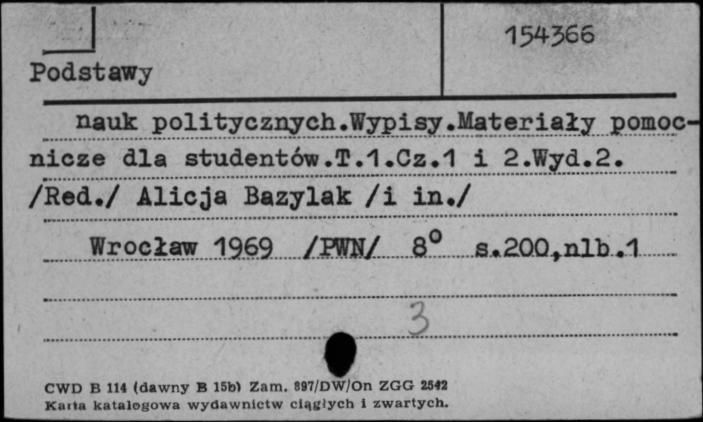 154366
Podstawy
nauk politycznych.Wypisy.Materiały pomoc-
nicze dla studentów.T.1.Cz.1 i 2.Wyd.2.
/Red./ Alicja Bazylak /i in./
Wrocław 1969 /PWN/ 8° s.200,nlb.1
3
CWD B 114 (dawny B 15b) Zam. 897/DW/On ZGG 2542
Karta katalogowa wydawnictw ciągłych i zwartych.